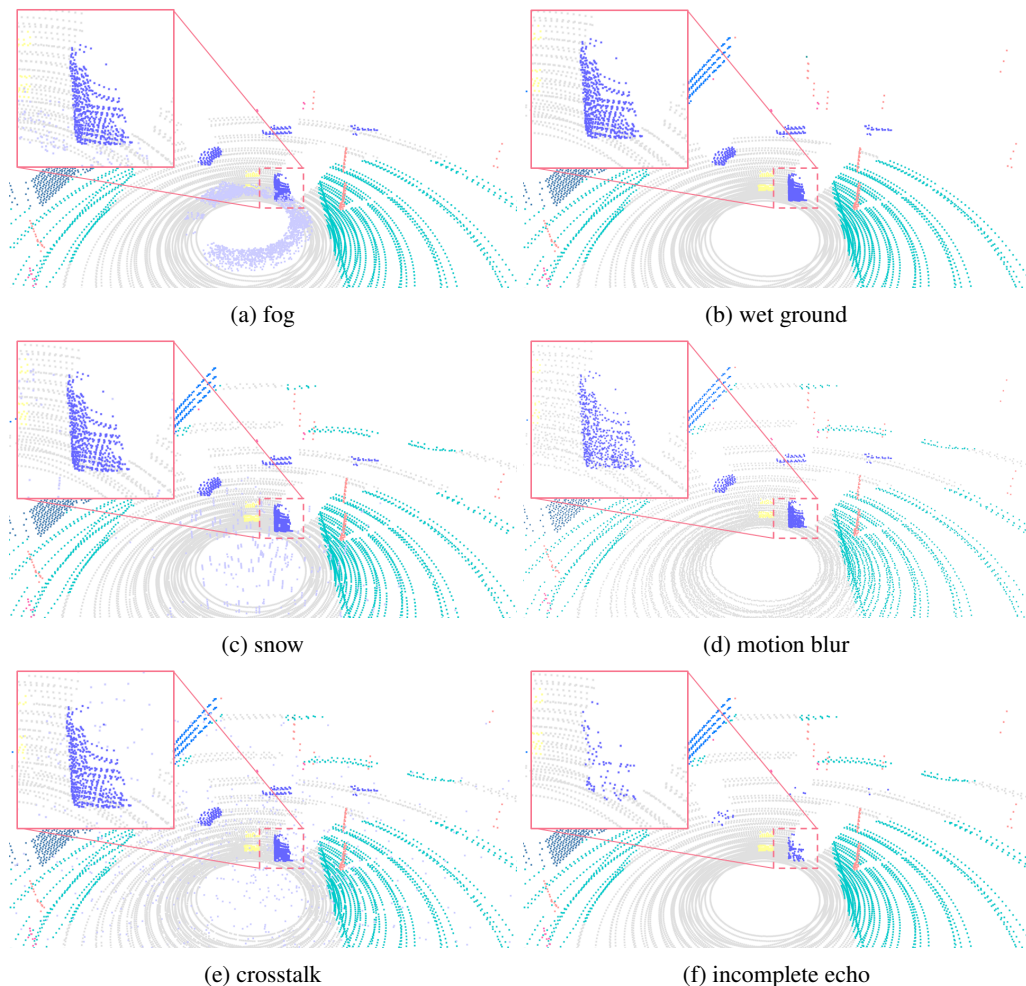 (a) fog
(b) wet ground
(c) snow
(d) motion blur
(e) crosstalk
(f) incomplete echo